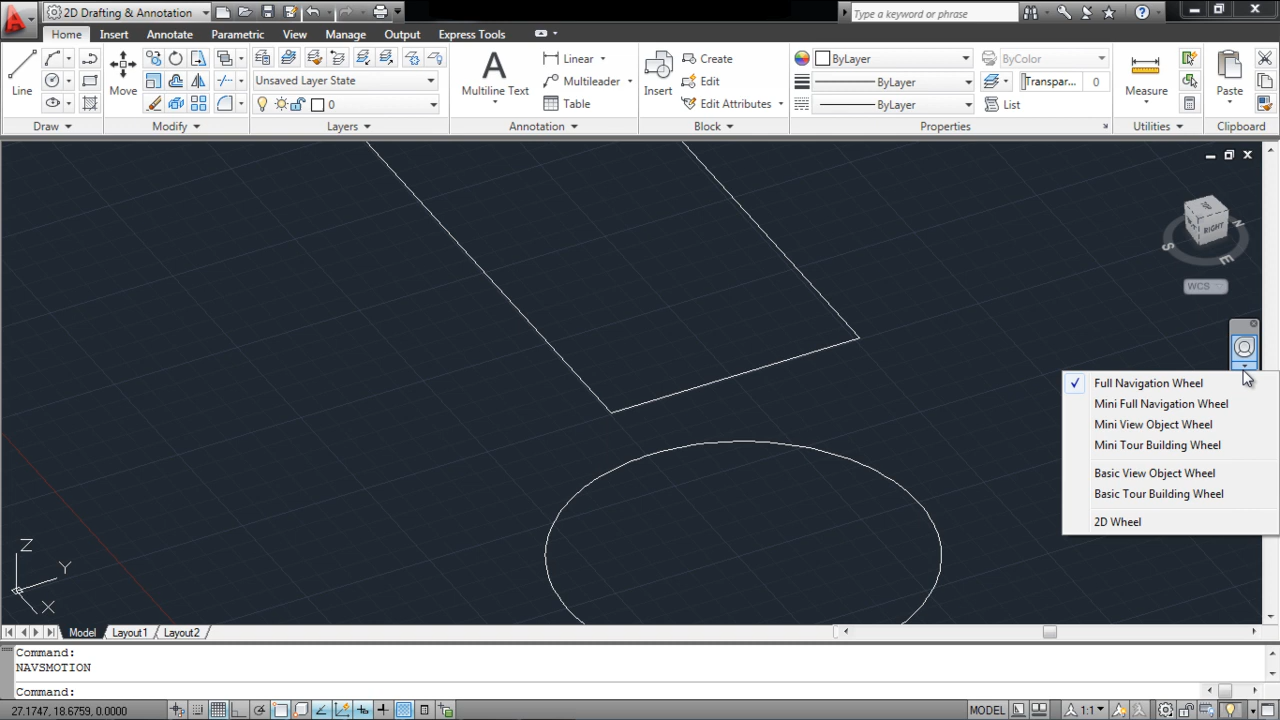 2D Drafting & Annotation
Type a keyword or phrase
Home Insert Annotate Parametric View Manage Output Express Tools
Line
Move
Unsaved Layer State
0
Multiline Text
Linear
Multileader
Table
Insert
Create
Edit
Edit Attributes
ByLayer
ByLayer
ByLayer
ByColor
Transpar... 0
List
Measure
Paste
Draw Modify Layers Annotation Block Properties Utilities Clipboard
TOP
RIGHT
N
S
E
WCS
Full Navigation Wheel
Mini Full Navigation Wheel
Mini View Object Wheel
Mini Tour Building Wheel
Basic View Object Wheel
Basic Tour Building Wheel
2D Wheel
Z
Y
X
Model Layout1 Layout2
Command:
NAVSMOTION
Command:
27.1747, 18.6759, 0.0000
MODEL
1:1